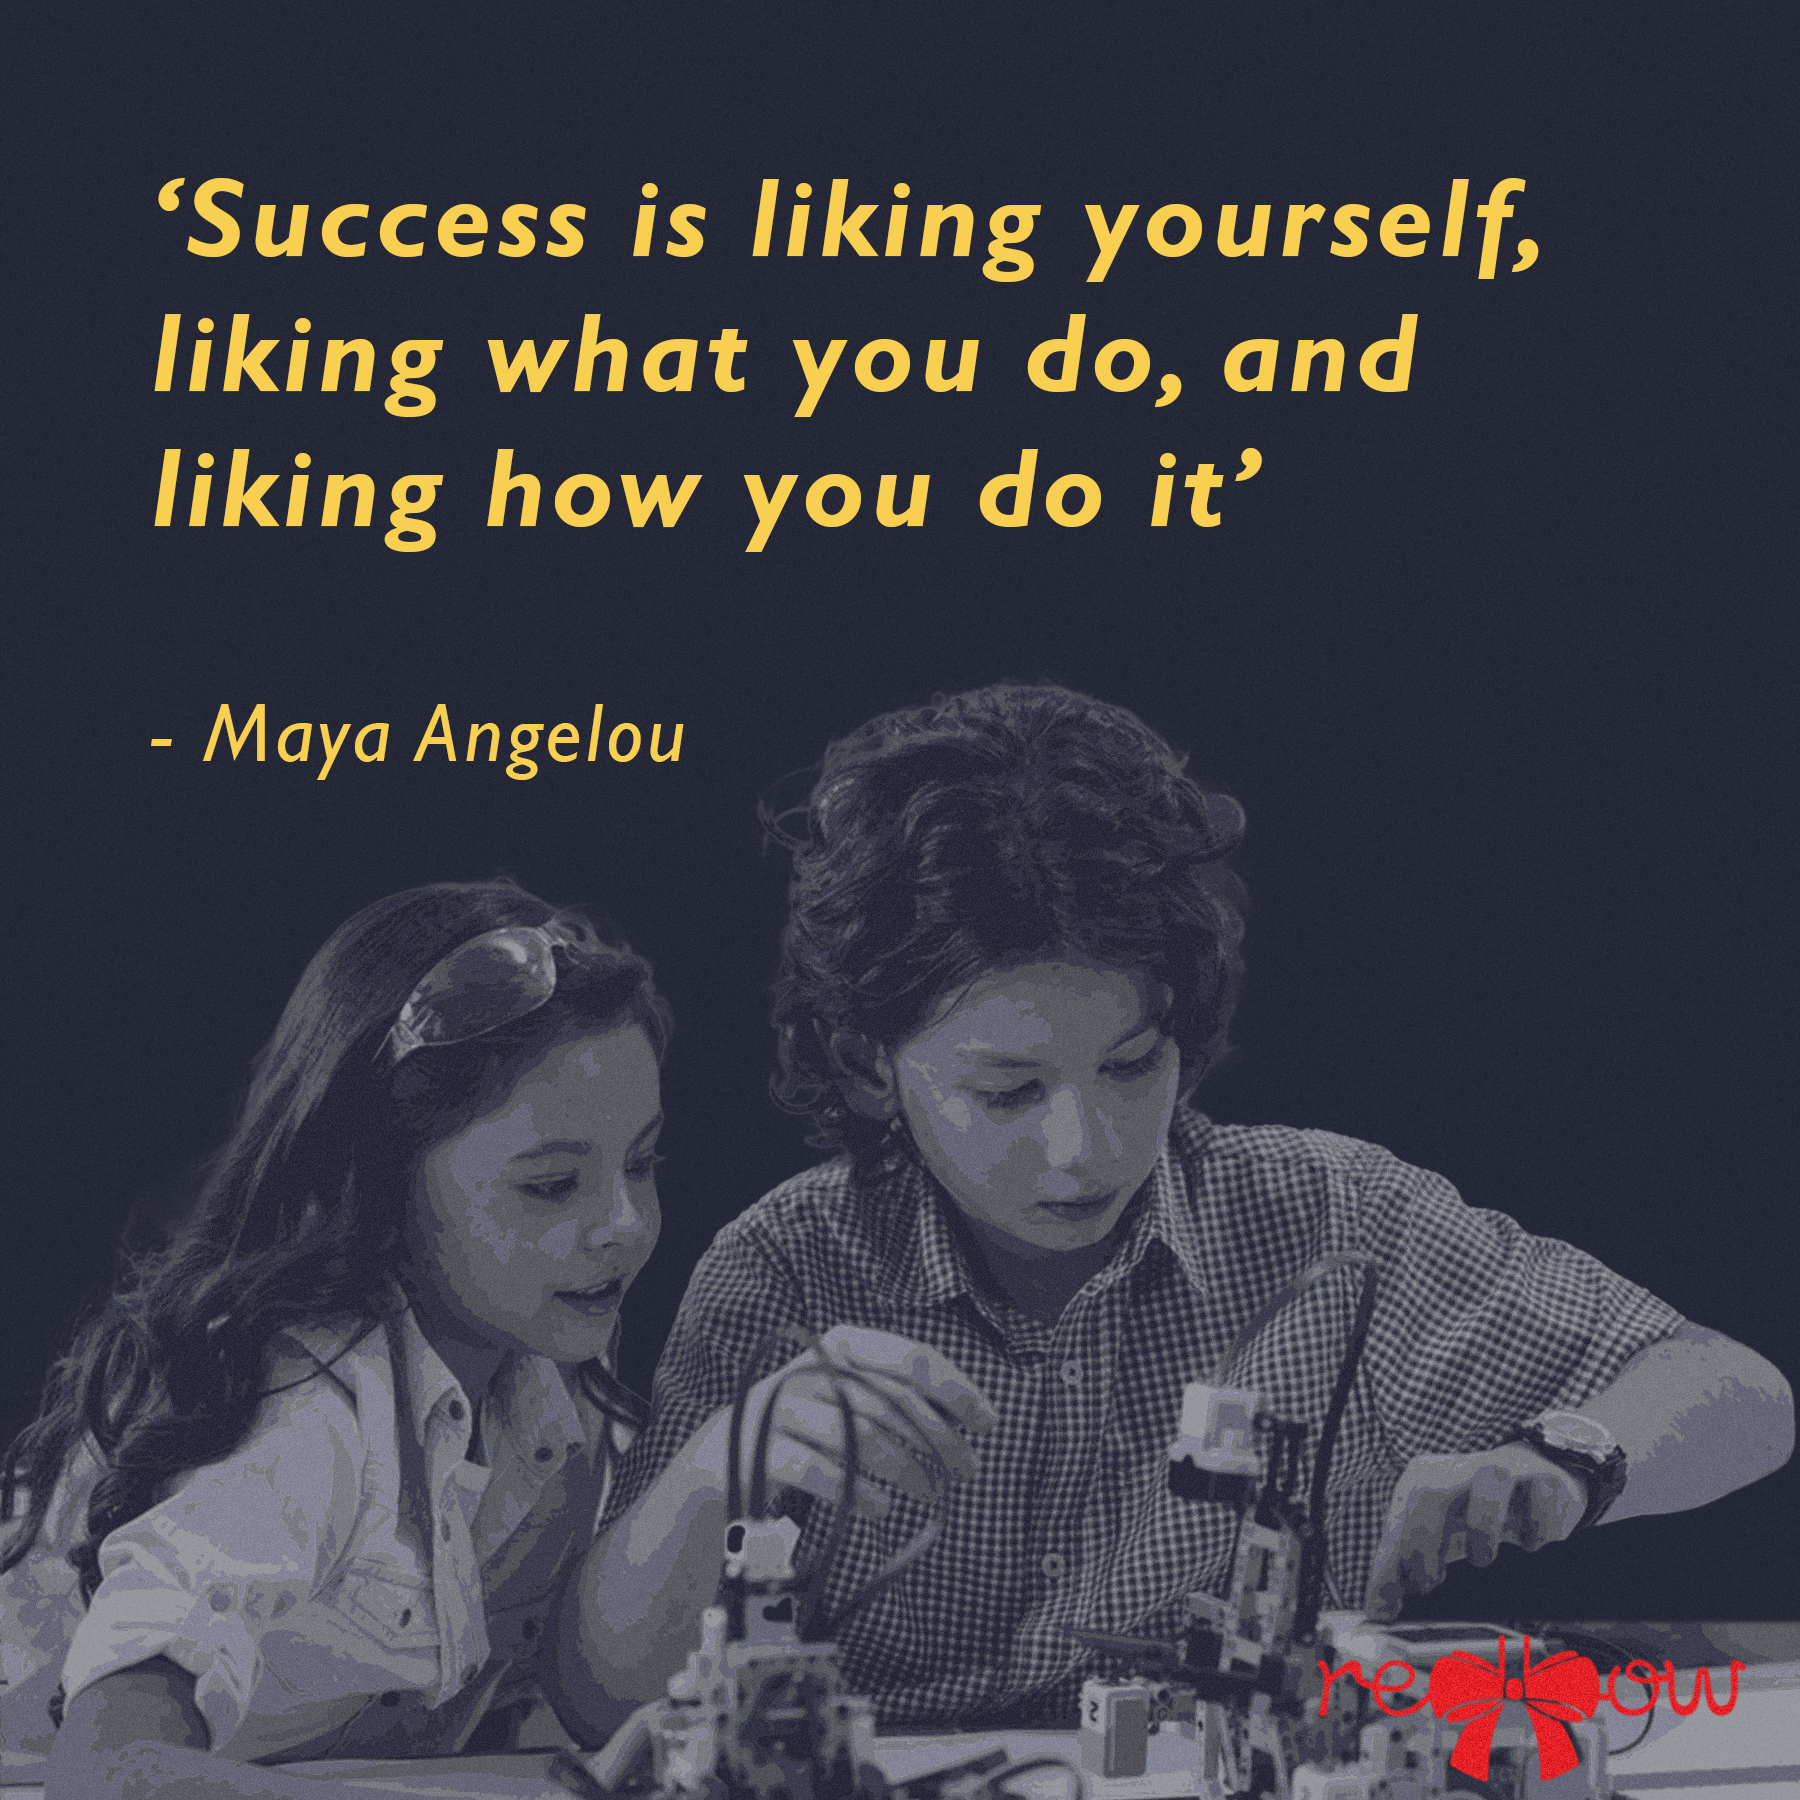 ‘Success is liking yourself,
liking what you do, and
liking how you do it’
- Maya Angelou
redbow